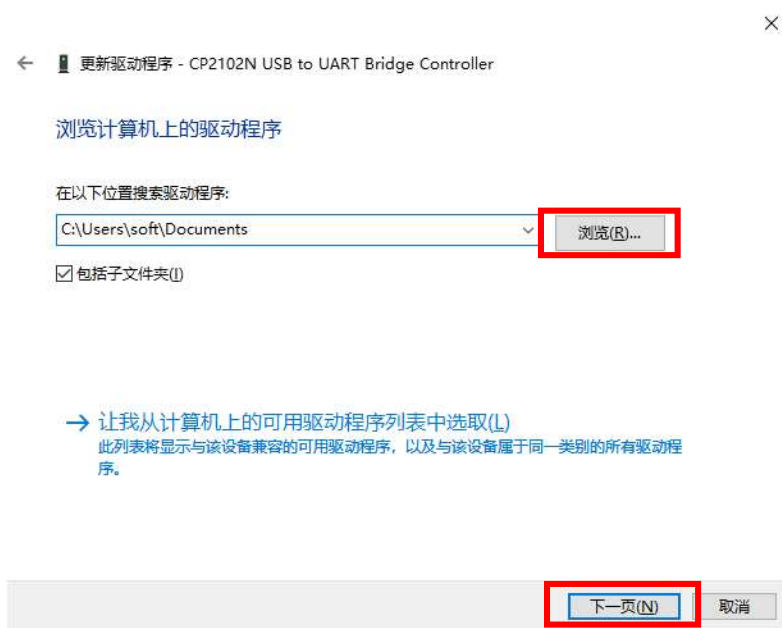 更新驱动程序 - CP2102N USB to UART Bridge Controller
浏览计算机上的驱动程序
在以下位置搜索驱动程序:
C:\Users\soft\Documents
浏览(R)...
包括子文件夹(I)
让我从计算机上的可用驱动程序列表中选取(L)
此列表将显示与该设备兼容的可用驱动程序，以及与该设备属于同一类别的所有驱动程
序。
下一页(N)
取消